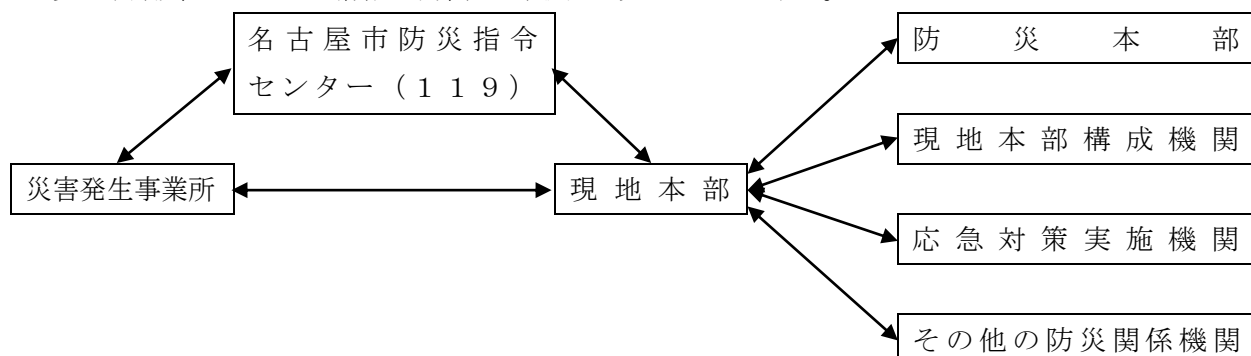 名古屋市防災指令
センター（１１９）
災害発生事業所
現地本部
防災本部
現地本部構成機関
応急対策実施機関
その他の防災関係機関